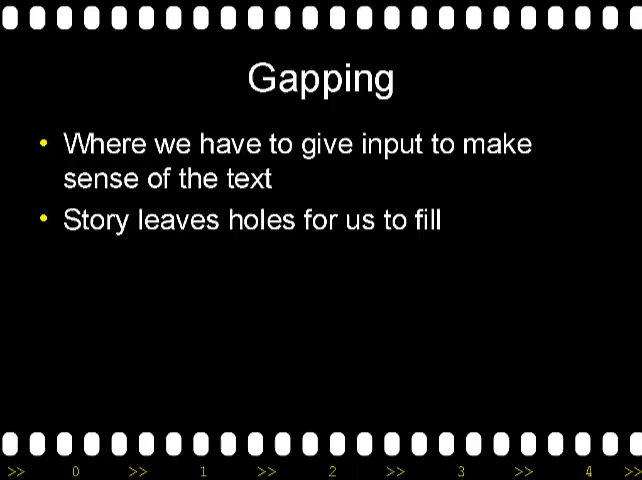 Gapping
• Where we have to give input to make
sense of the text
• Story leaves holes for us to fill
>> 0 >> 1 >> 2 >> 3 >> 4 >>